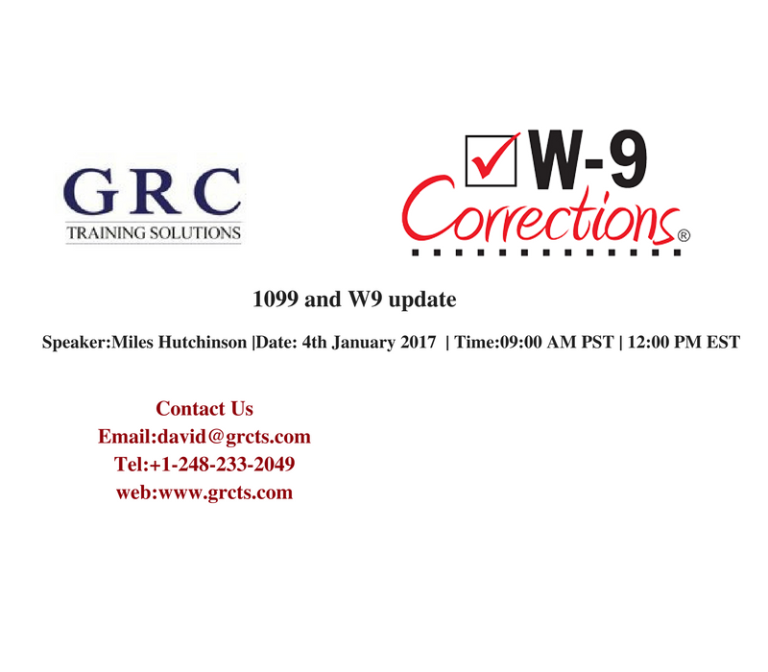 GRC
TRAINING SOLUTIONS
W-9
Corrections®
1099 and W9 update
Speaker:Miles Hutchinson |Date: 4th January 2017 | Time:09:00 AM PST | 12:00 PM EST
Contact Us
Email:david@grcts.com
Tel:+1-248-233-2049
web:www.grcts.com